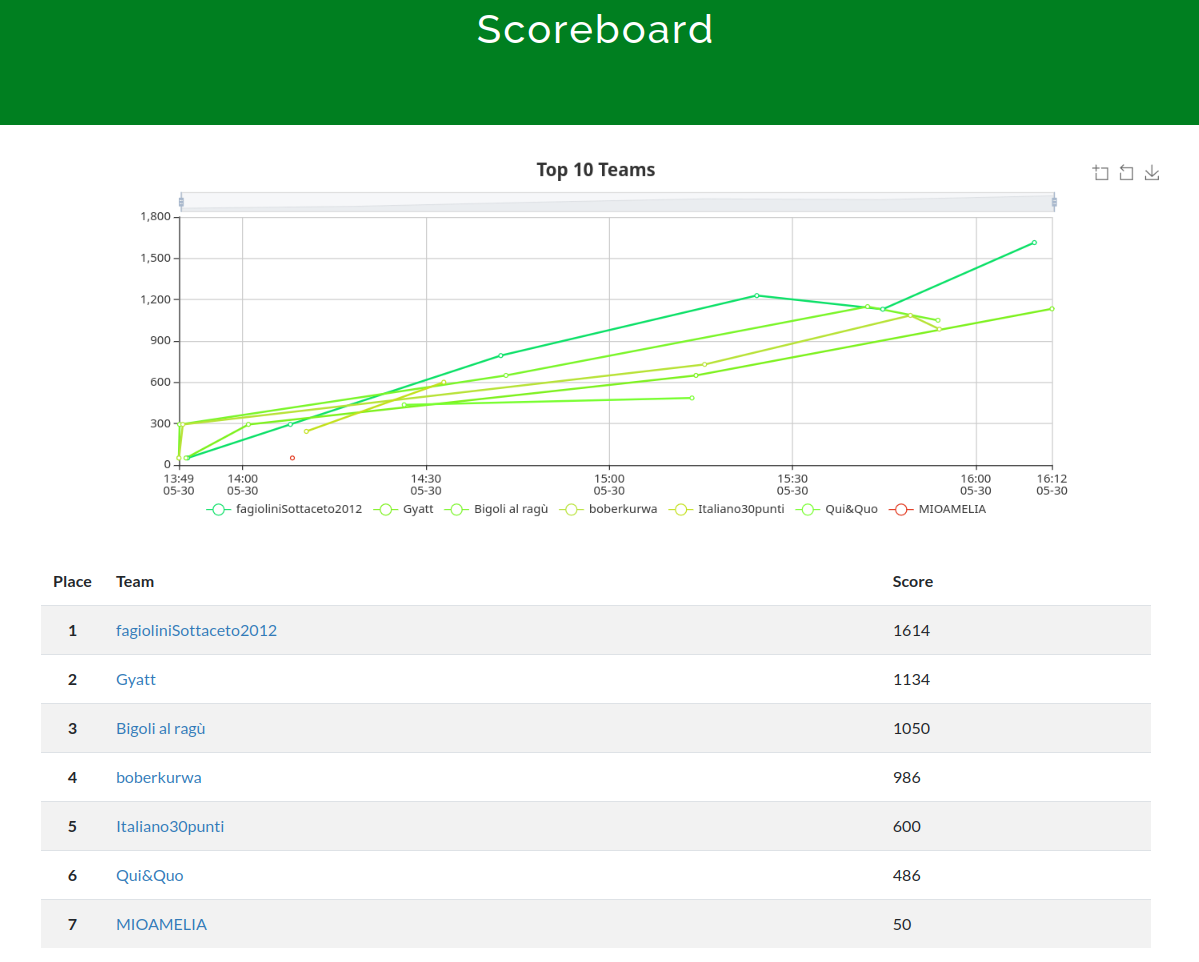 Scoreboard
Top 10 Teams
1,800
1,500
1,200
900
600
300
0
13:49 14:00 14:30 15:00 15:30 16:00 16:12
05-30 05-30 05-30 05-30 05-30 05-30 05-30
fagioliniSottaceto2012 Gyatt Bigoli al ragù boberkurwa Italiano30punti Qui&Quo MIOAMELIA
Place Team Score
1 fagioliniSottaceto2012 1614
2 Gyatt 1134
3 Bigoli al ragù 1050
4 boberkurwa 986
5 Italiano30punti 600
6 Qui&Quo 486
7 MIOAMELIA 50